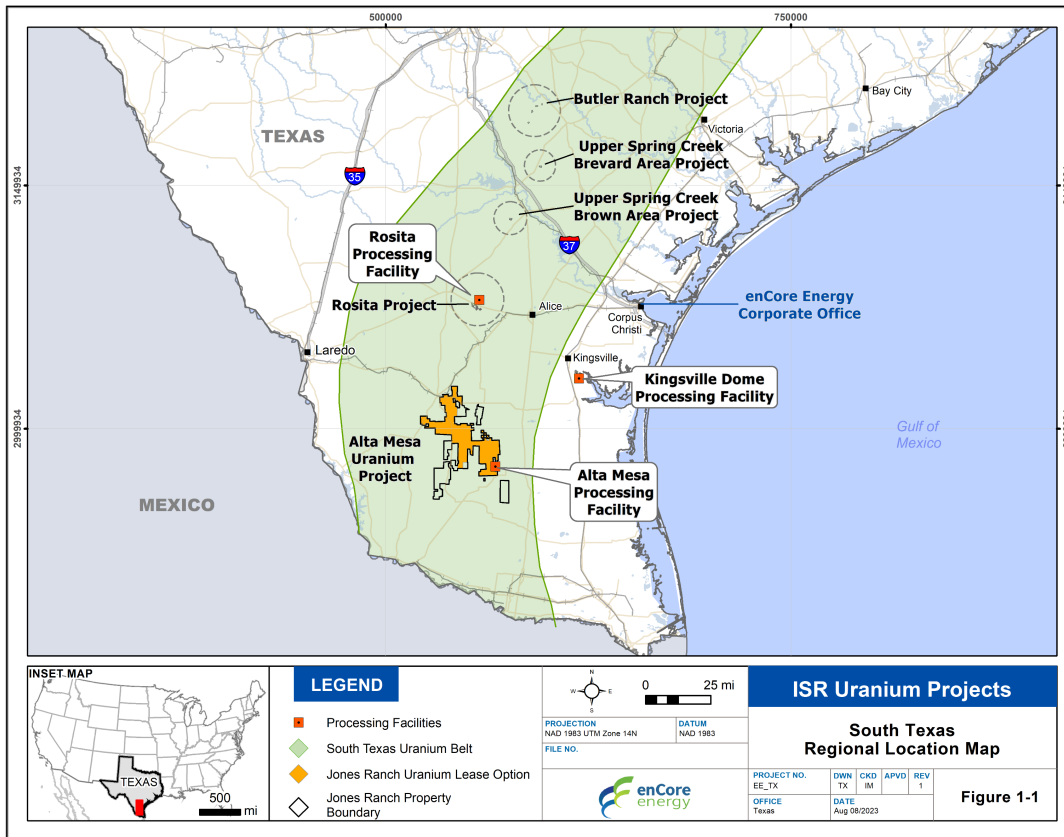 500000
750000
3149934
2999934
TEXAS
MEXICO
35
37
Butler Ranch Project
Upper Spring Creek
Brevard Area Project
Upper Spring Creek
Brown Area Project
Bay City
Victoria
Rosita
Processing
Facility
Rosita Project
Alice
Corpus
Christi
enCore Energy
Corporate Office
Laredo
Kingsville
Kingsville Dome
Processing Facility
Alta Mesa
Uranium
Project
Alta Mesa
Processing
Facility
Gulf of
Mexico
INSET MAP
TEXAS
500
mi
LEGEND
Processing Facilities
South Texas Uranium Belt
Jones Ranch Uranium Lease Option
Jones Ranch Property
Boundary
N
W E
S
0 25 mi
PROJECTION
NAD 1983 UTM Zone 14N
DATUM
NAD 1983
FILE NO.
enCore
energy
ISR Uranium Projects
South Texas
Regional Location Map
PROJECT NO.
EE_TX
DWN CKD APVD REV
TX IM 1
OFFICE
Texas
DATE
Aug 08/2023
Figure 1-1